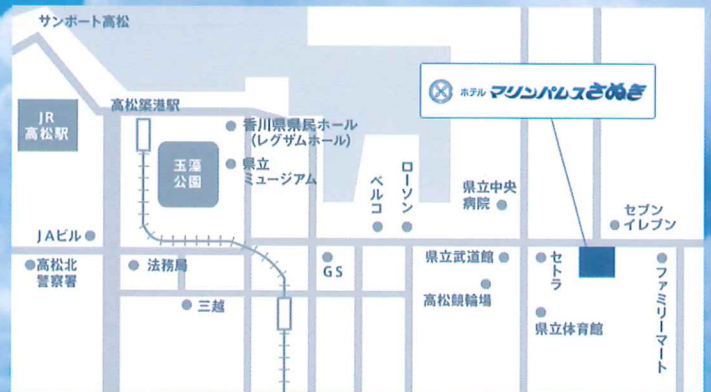 サンポート高松
ホテル マリンパレスさぬき
JR
高松駅
高松築港駅
香川県県民ホール
(レグザムホール)
玉藻
公園
県立
ミュージアム
ベルコ
ローソン
県立中央
病院
セブン
イレブン
JAビル
高松北
警察署
法務局
GS
県立武道館
セトラ
ファミリーマート
三越
高松競輪場
県立体育館